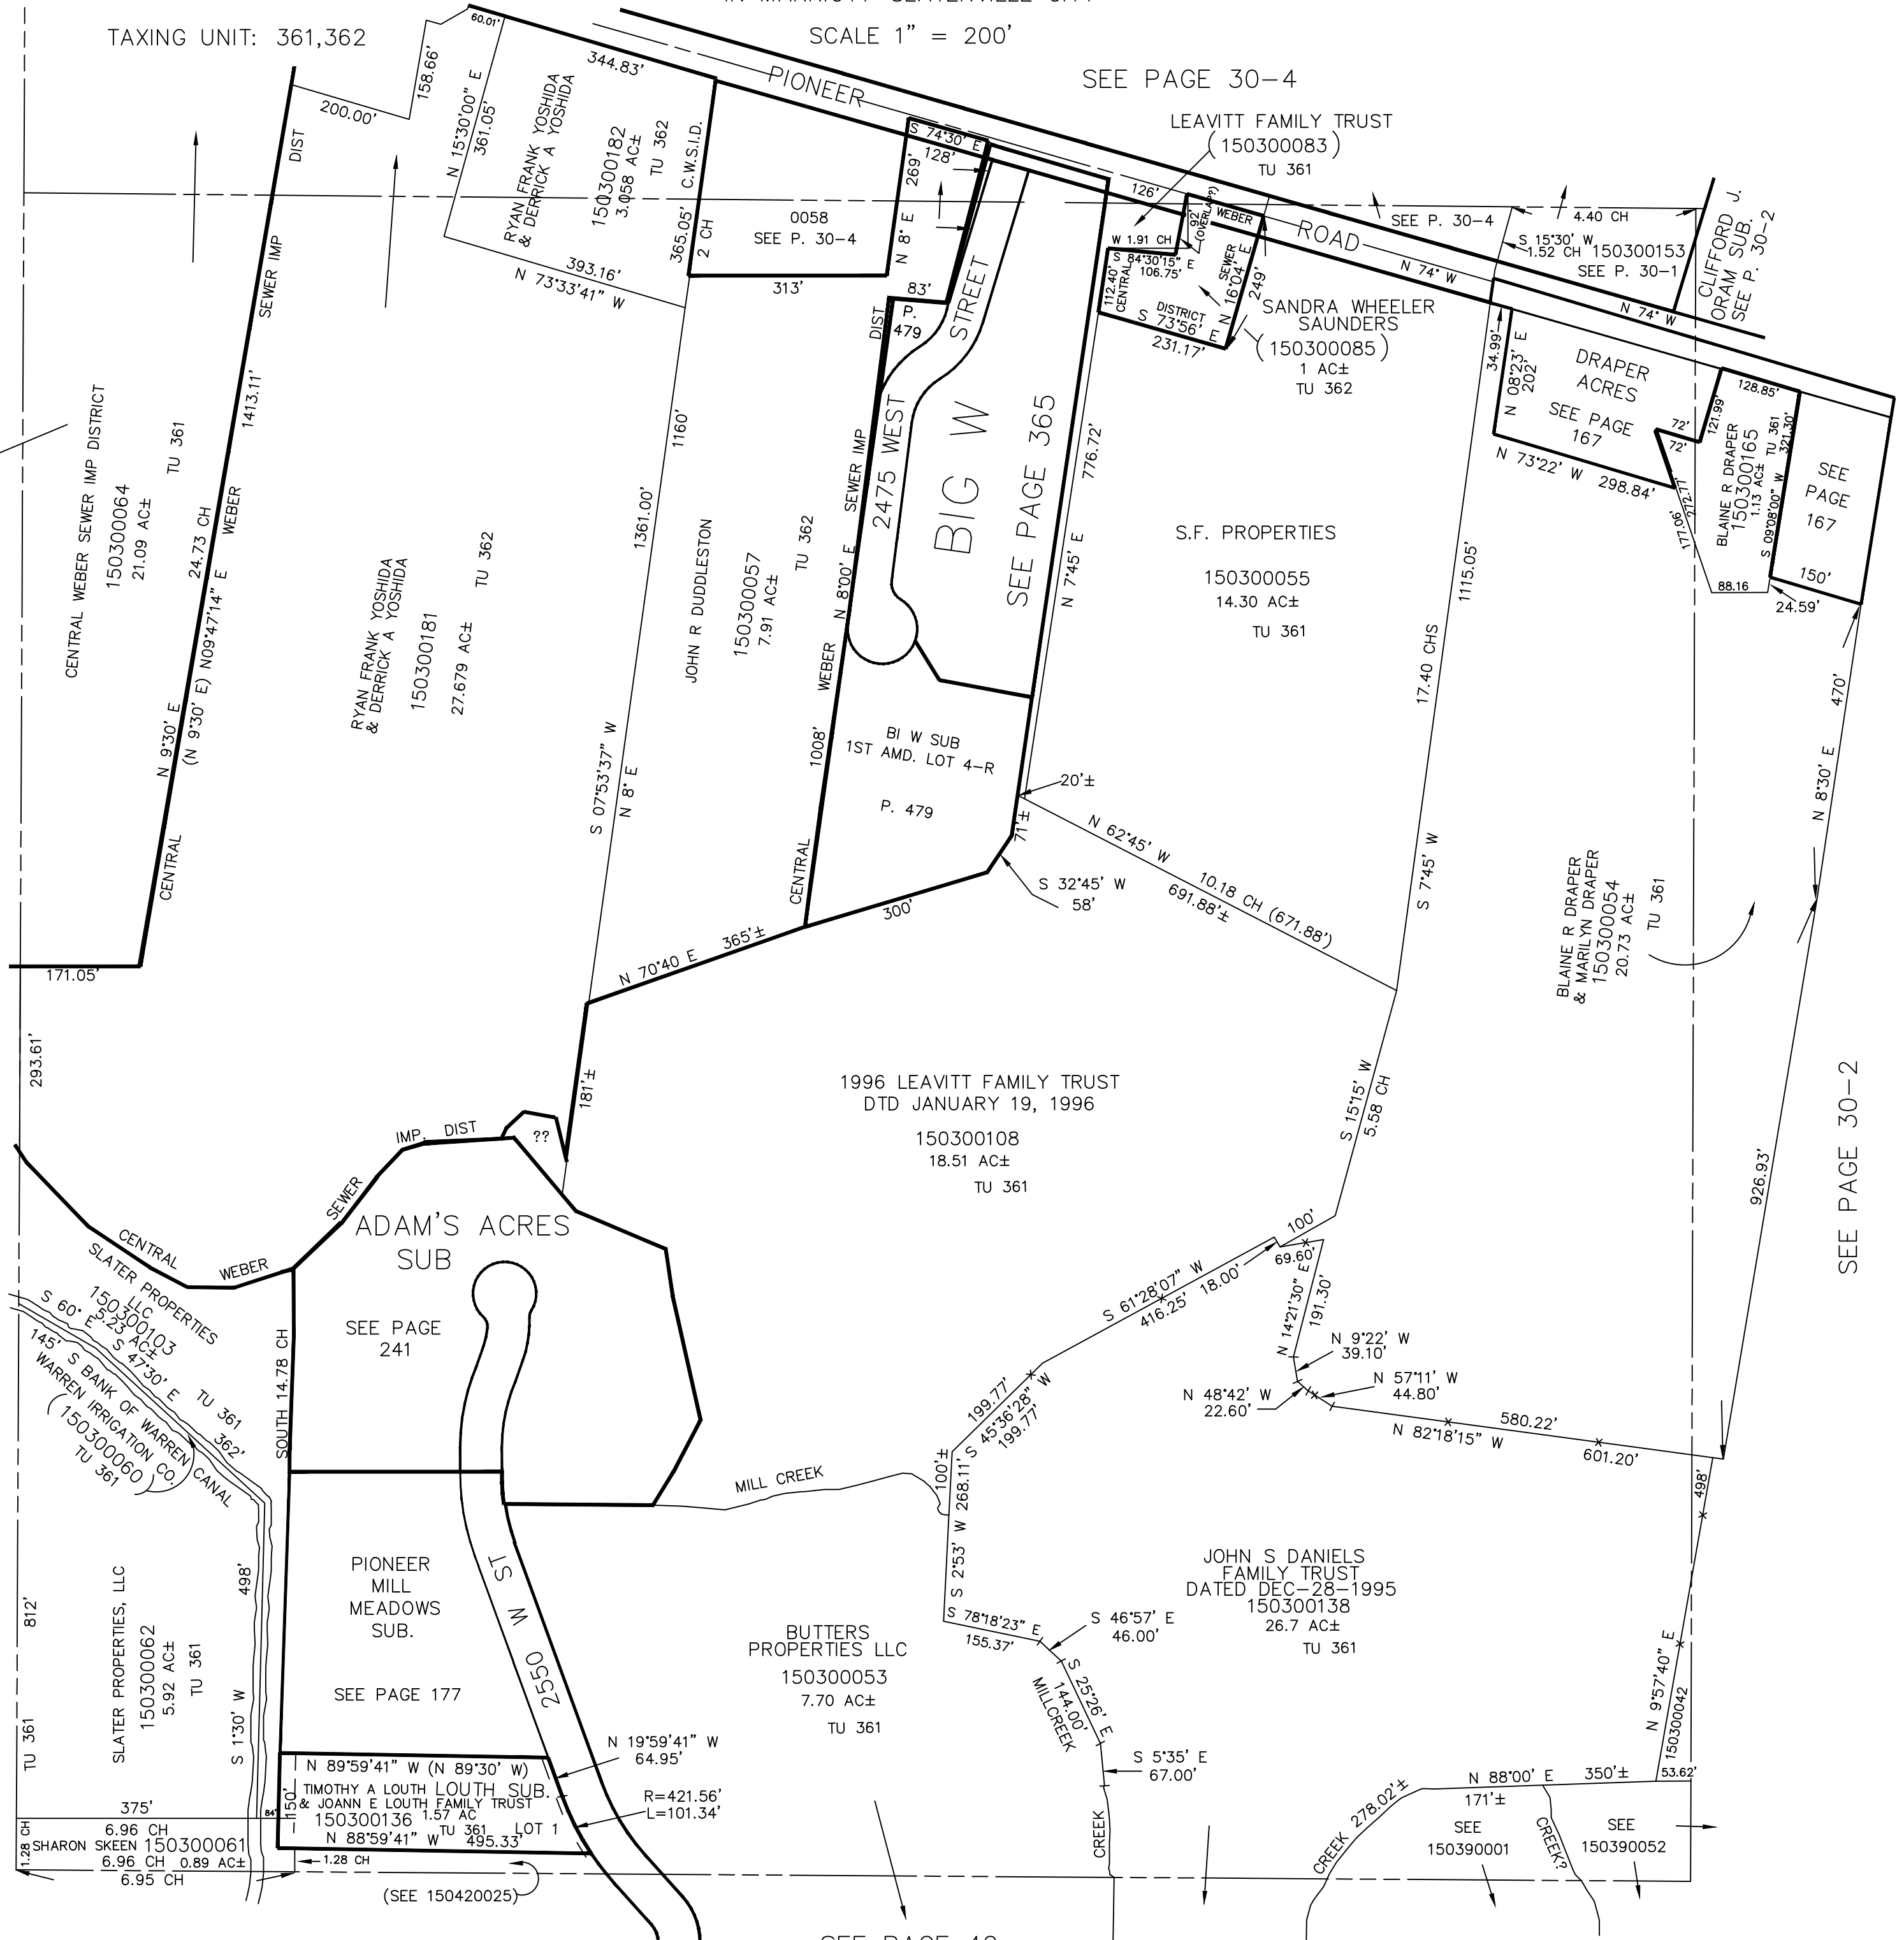 TAXING UNIT: 361,362
SCALE 1" = 200'
SEE PAGE 30-4
PIONEER
ROAD
60.01'
344.83'
158.66'
200.00'
N 15°30'00" E
361.05'
RYAN FRANK YOSHIDA
& DERRICK A YOSHIDA
150300182
3.058 AC±
TU 362
393.16'
N 73°33'41" W
C.W.S.I.D.
365.05'
2 CH
0058
SEE P. 30-4
313'
S 74°30' E
128'
269'
N 8° E
83'
P.
479
LEAVITT FAMILY TRUST
(150300083)
TU 361
126'
92'
(OVERLAP??)
WEBER
W 1.91 CH
S 84°30'15" E
106.75'
112.40'
CENTRAL
SEWER
N 16°04' E
249'
DISTRICT
S 73°56' E
231.17'
SANDRA WHEELER
SAUNDERS
(150300085)
1 AC±
TU 362
SEE P. 30-4
4.40 CH
S 15°30' W
1.52 CH
150300153
SEE P. 30-1
N 74° W
N 74° W
CLIFFORD J.
ORAM SUB.
SEE P. 30-2
34.99'
N 08°23' E
202'
DRAPER
ACRES
SEE PAGE
167
N 73°22' W 298.84'
72'
72'
121.99'
128.85'
BLAINE R DRAPER
150300165
1.13 AC±
TU 361
321.30'
S 09°08'00" W
177.06'
272.77'
88.16
24.59'
150'
SEE
PAGE
167
DIST
SEWER IMP
1413.11'
WEBER
24.73 CH
N 9°30' E
(N 9°30' E) N09°47'14" E
CENTRAL
CENTRAL WEBER SEWER IMP DISTRICT
150300064
21.09 AC±
TU 361
171.05'
293.61'
RYAN FRANK YOSHIDA
& DERRICK A YOSHIDA
150300181
27.679 AC±
TU 362
1160'
1361.00'
S 07°53'37" W
N 8° E
JOHN R DUDDLESTON
150300057
7.91 AC±
TU 362
DIST
SEWER IMP
N 8°00' E
WEBER
1008'
CENTRAL
2475 WEST
STREET
BIG W
SEE PAGE 365
776.72'
N 7°45' E
BI W SUB
1ST AMD. LOT 4-R
P. 479
20'±
71'±
S 32°45' W
58'
300'
N 70°40 E 365'±
181'±
S.F. PROPERTIES
150300055
14.30 AC±
TU 361
1115.05'
17.40 CHS
S 7°45' W
N 62°45' W
10.18 CH (671.88')
691.88'±
BLAINE R DRAPER
& MARILYN DRAPER
150300054
20.73 AC±
TU 361
470'
N 8°30' E
926.93'
SEE PAGE 30-2
1996 LEAVITT FAMILY TRUST
DTD JANUARY 19, 1996
150300108
18.51 AC±
TU 361
S 15°15' W
5.58 CH
100'
69.60'
18.00'
S 61°28'07" W
416.25'
N 14°21'30" E
191.30'
N 9°22' W
39.10'
N 57°11' W
44.80'
N 48°42' W
22.60'
580.22'
N 82°18'15" W
601.20'
498'
199.77'
S 45°36'28" W
199.77'
100'±
S 2°53' W 268.11'
MILL CREEK
??
IMP. DIST
SEWER
WEBER
CENTRAL
ADAM'S ACRES
SUB
SEE PAGE
241
SLATER PROPERTIES
LLC
150300103
5.23 AC±
TU 361
S 60° E
S 47°30' E
362'
145' S BANK OF WARREN CANAL
WARREN IRRIGATION CO.
(150300060)
TU 361
SOUTH 14.78 CH
498'
S 1°30' W
812'
TU 361
SLATER PROPERTIES, LLC
150300062
5.92 AC±
TU 361
PIONEER
MILL
MEADOWS
SUB.
SEE PAGE 177
2550 W ST
BUTTERS
PROPERTIES LLC
150300053
7.70 AC±
TU 361
S 78°18'23" E
155.37'
S 46°57' E
46.00'
S 25°26' E
144.00'
MILLCREEK
S 5°35' E
67.00'
CREEK
JOHN S DANIELS
FAMILY TRUST
DATED DEC-28-1995
150300138
26.7 AC±
TU 361
N 9°57'40" E
150300042
53.62'
N 88°00' E 350'±
171'±
CREEK 278.02'±
CREEK?
SEE
150390001
SEE
150390052
N 19°59'41" W
64.95'
R=421.56'
L=101.34'
N 89°59'41" W (N 89°30' W)
TIMOTHY A LOUTH LOUTH SUB.
& JOANN E LOUTH FAMILY TRUST
150300136 1.57 AC
TU 361 LOT 1
N 88°59'41" W 495.33'
150'
84'
375'
6.96 CH
1.28 CH
SHARON SKEEN 150300061
6.96 CH 0.89 AC±
6.95 CH
1.28 CH
(SEE 150420025)